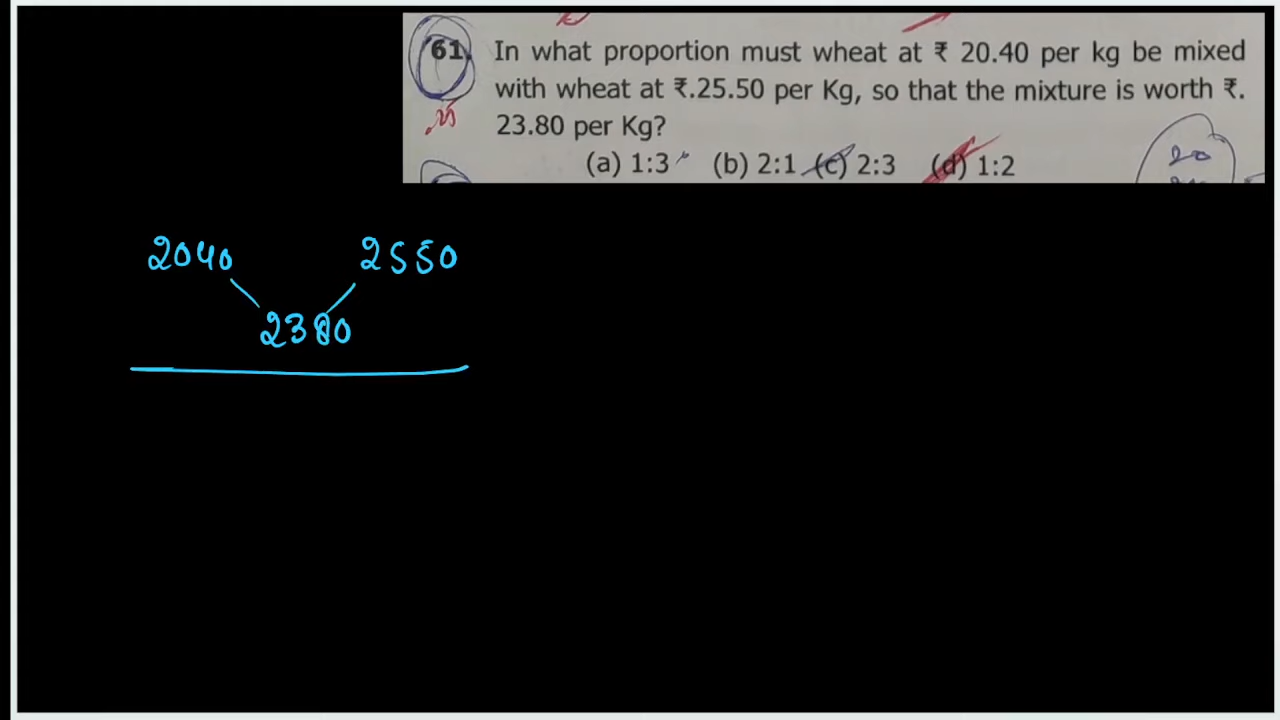 61. In what proportion must wheat at ₹ 20.40 per kg be mixed
with wheat at ₹.25.50 per Kg, so that the mixture is worth ₹.
23.80 per Kg?
(a) 1:3 (b) 2:1 (c) 2:3 (d) 1:2
20
2040 2550
2380